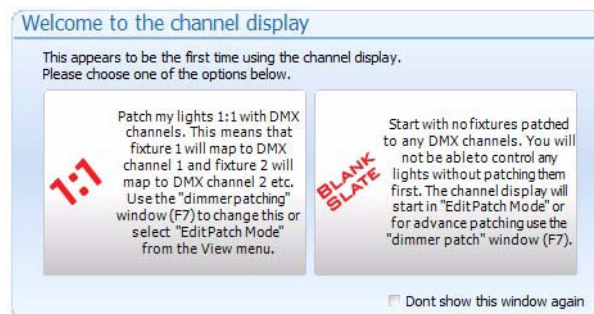 Welcome to the channel display
This appears to be the first time using the channel display.
Please choose one of the options below.
1:1
Patch my lights 1:1 with DMX
channels. This means that
fixture 1 will map to DMX
channel 1 and fixture 2 will
map to DMX channel 2 etc.
Use the "dimmer patching"
window (F7) to change this or
select "Edit Patch Mode"
from the View menu.
BLANK
SLATE
Start with no fixtures patched
to any DMX channels. You will
not be able to control any
lights without patching them
first. The channel display will
start in "Edit Patch Mode" or
for advance patching use the
"dimmer patch" window (F7).
Dont show this window again